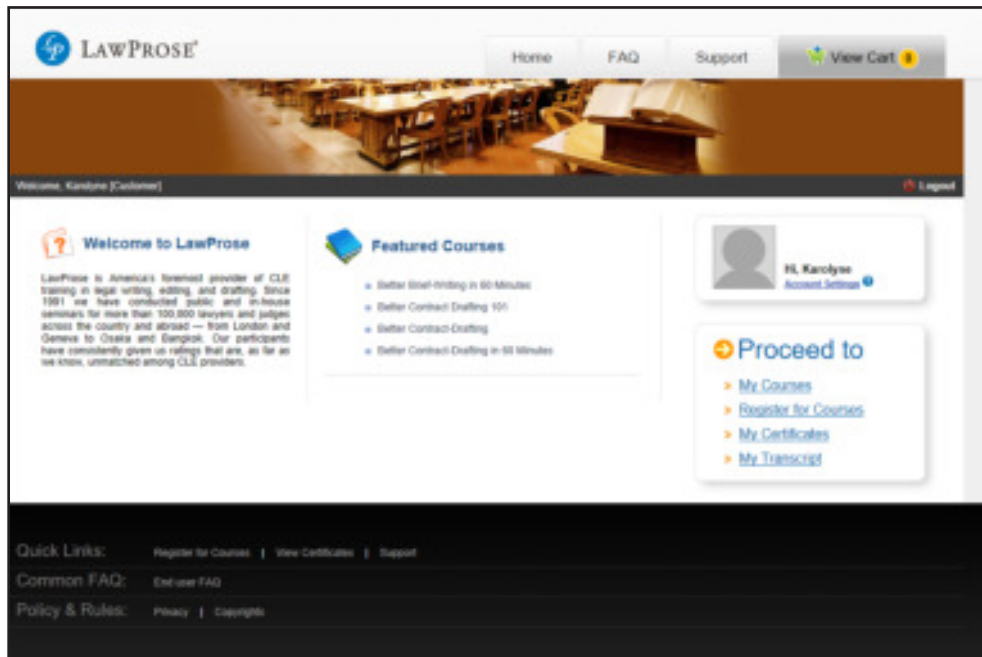 LAWPROSE®
Home FAQ Support View Cart 0
Welcome, Karolyne [Customer] Logout
Welcome to LawProse
LawProse is America's foremost provider of CLE
training in legal writing, editing, and drafting. Since
1991 we have conducted public and in-house
seminars for more than 100,000 lawyers and judges
across the country and abroad — from London and
Geneva to Osaka and Bangkok. Our participants
have consistently given us ratings that are, as far as
we know, unmatched among CLE providers.
Featured Courses
Better Brief-Writing in 60 Minutes
Better Contract Drafting 101
Better Contract-Drafting
Better Contract-Drafting in 60 Minutes
Hi, Karolyne
Account Settings
Proceed to
My Courses
Register for Courses
My Certificates
My Transcript
Quick Links: Register for Courses | View Certificates | Support
Common FAQ: End user FAQ
Policy & Rules: Privacy | Copyrights